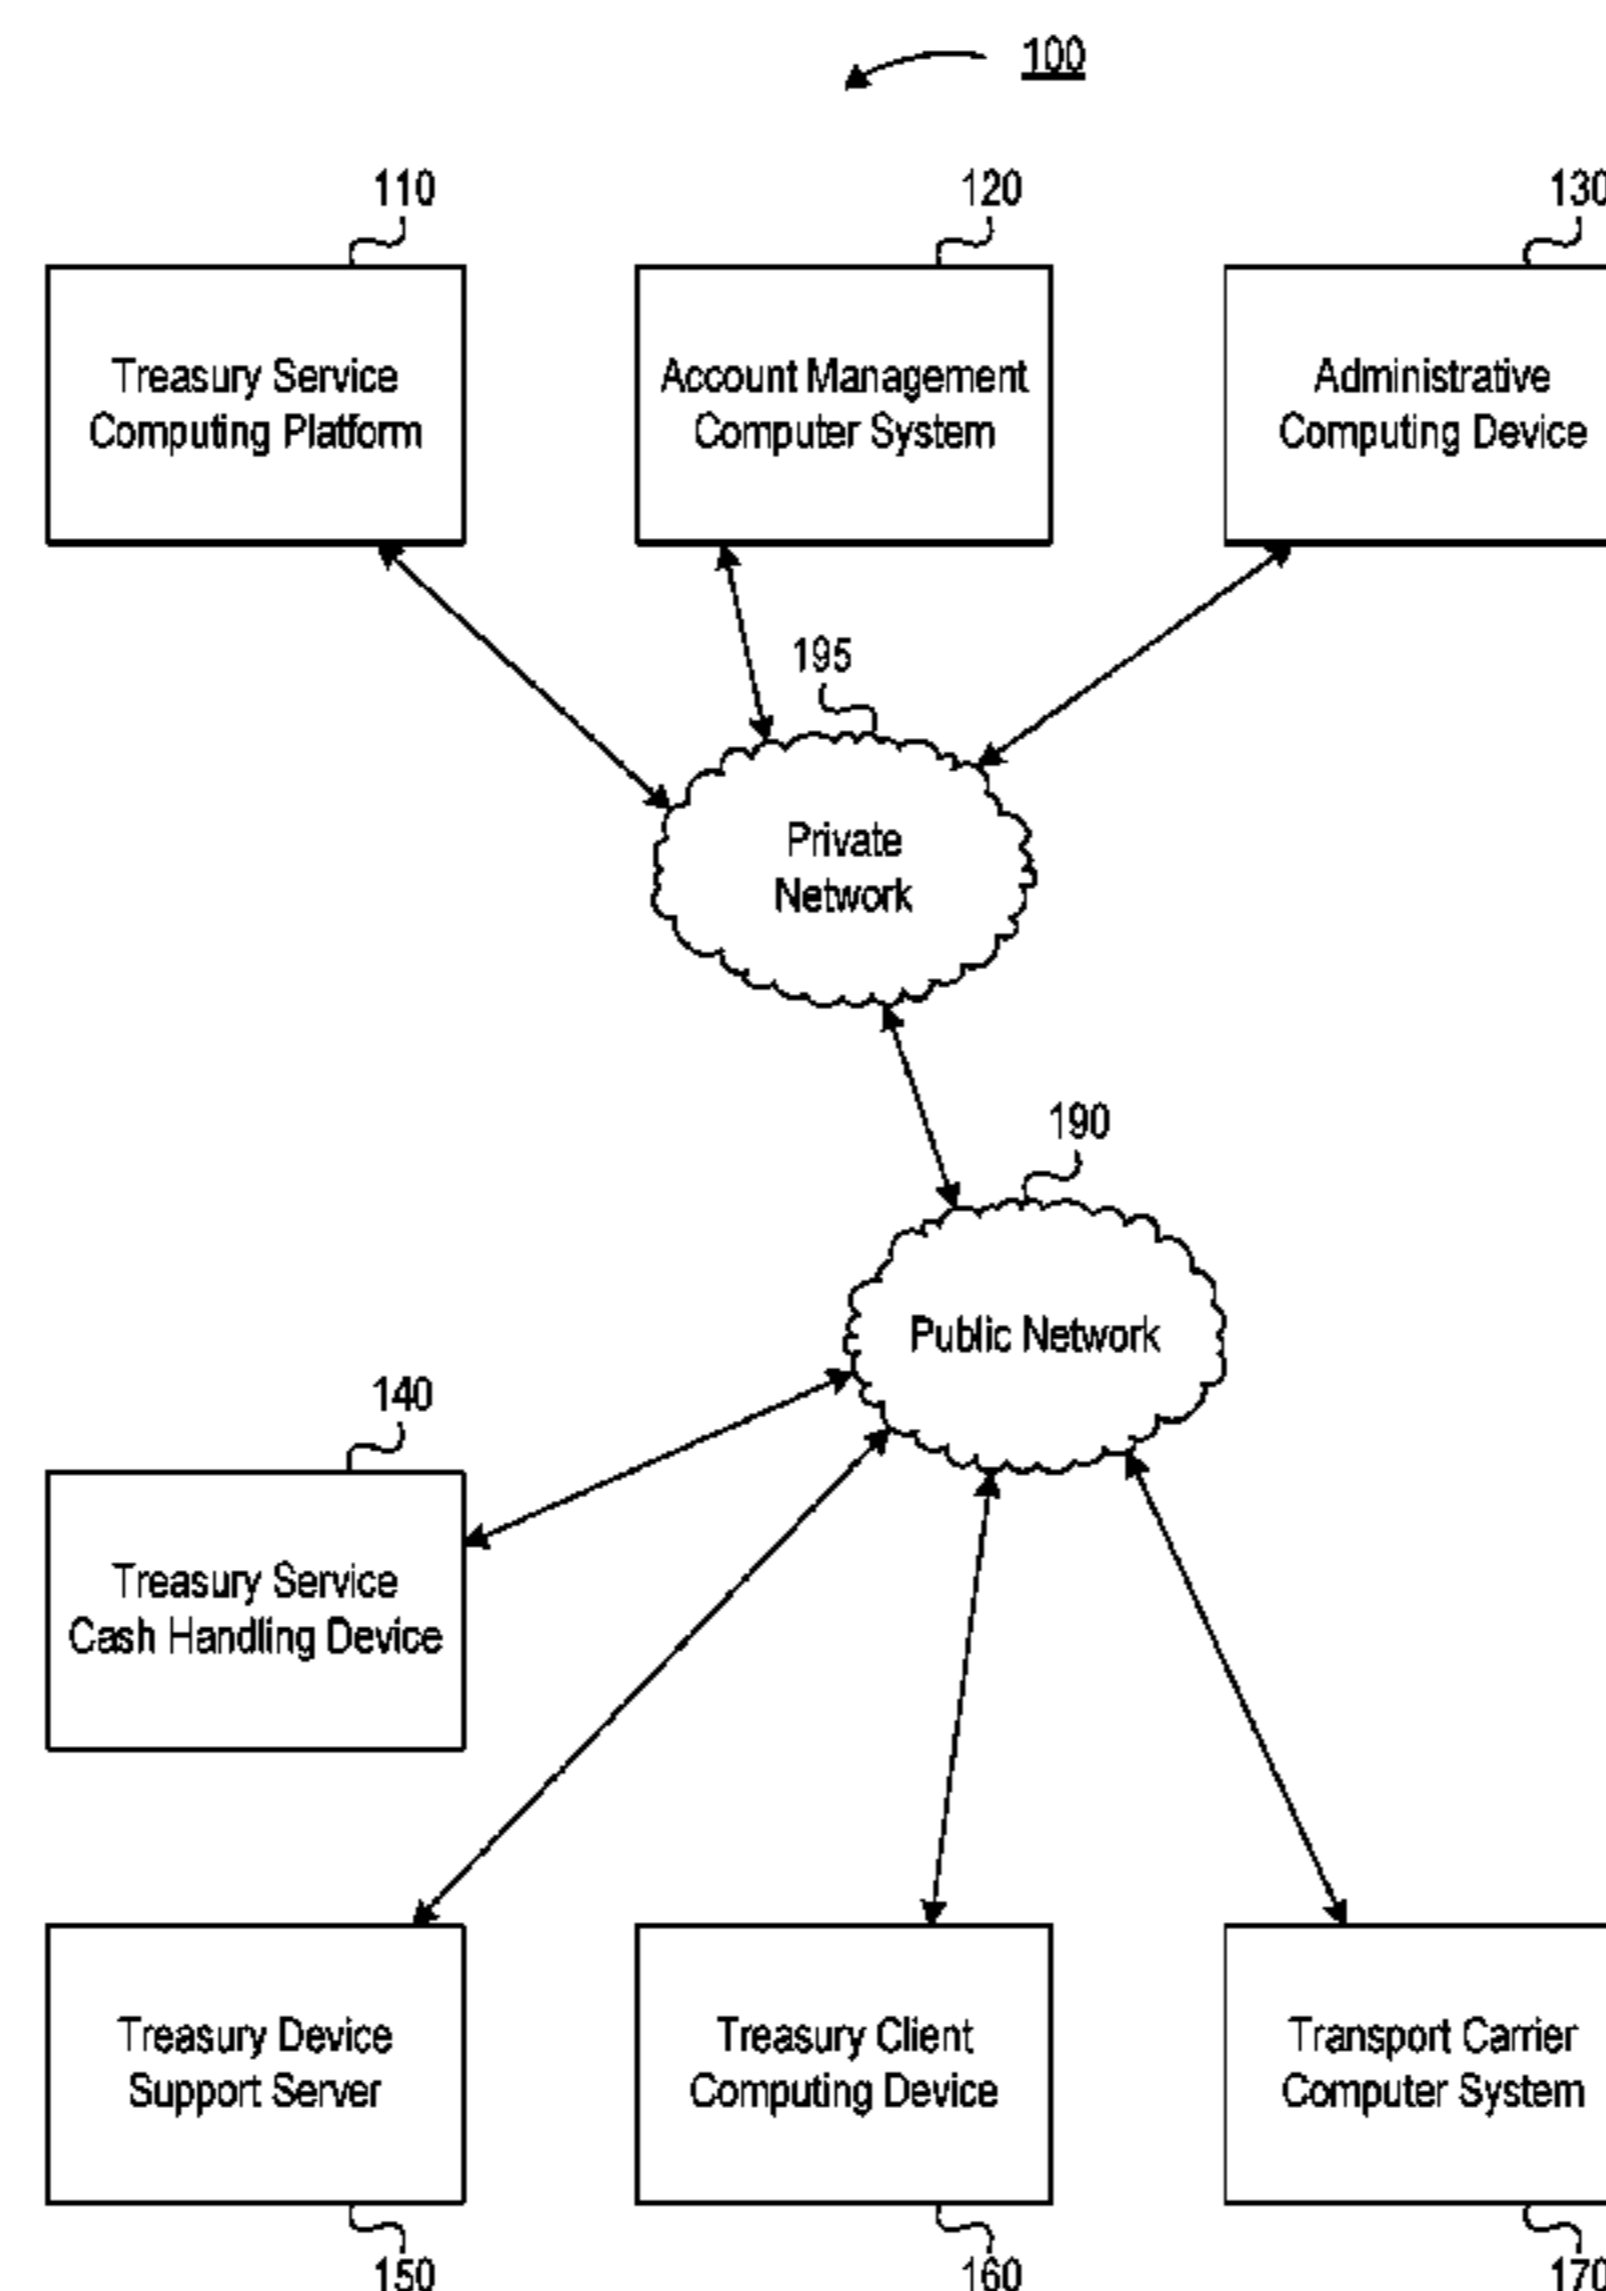 100
110
120
130
Treasury Service
Computing Platform
Account Management
Computer System
Administrative
Computing Device
195
Private
Network
190
Public Network
140
Treasury Service
Cash Handling Device
Treasury Device
Support Server
Treasury Client
Computing Device
Transport Carrier
Computer System
150
160
170